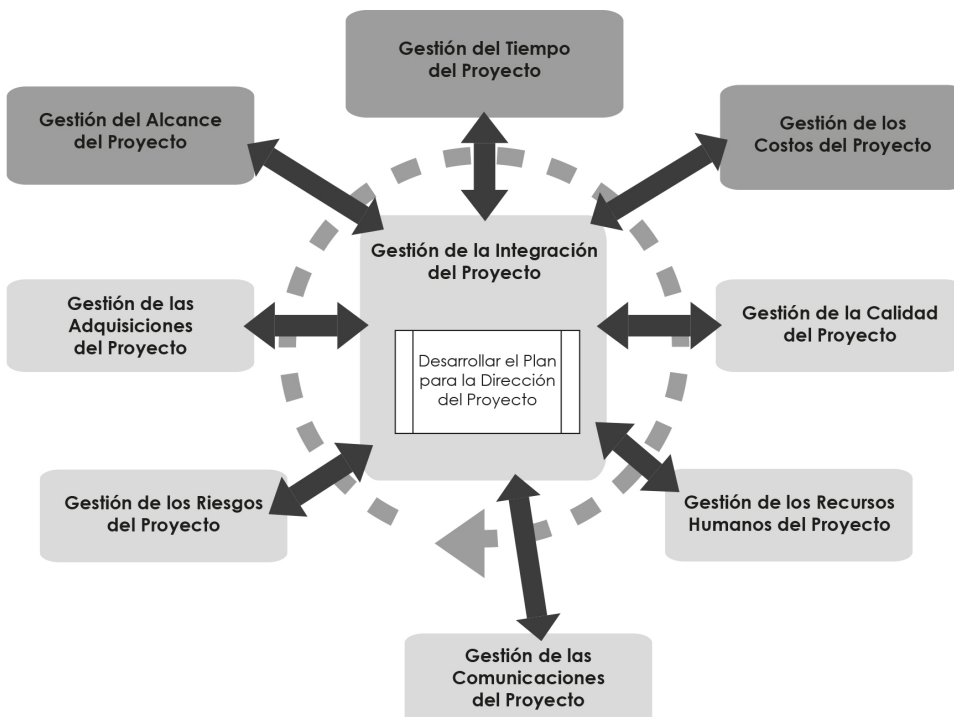 Gestión del Tiempo
del Proyecto
Gestión del Alcance
del Proyecto
Gestión de los
Costos del Proyecto
Gestión de la Integración
del Proyecto
Gestión de las
Adquisiciones
del Proyecto
Gestión de la Calidad
del Proyecto
Desarrollar el Plan
para la Dirección
del Proyecto
Gestión de los Riesgos
del Proyecto
Gestión de los Recursos
Humanos del Proyecto
Gestión de las
Comunicaciones
del Proyecto